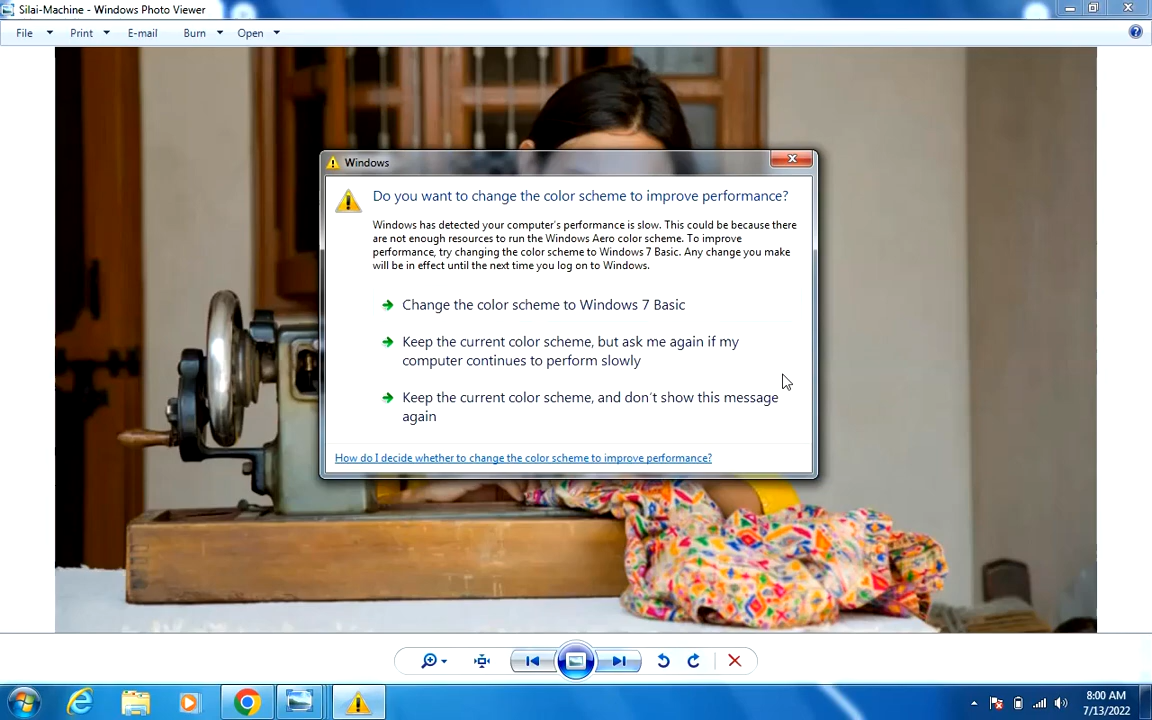 Silai-Machine - Windows Photo Viewer
File Print E-mail Burn Open
Windows
Do you want to change the color scheme to improve performance?
Windows has detected your computer's performance is slow. This could be because there
are not enough resources to run the Windows Aero color scheme. To improve
performance, try changing the color scheme to Windows 7 Basic. Any change you make
will be in effect until the next time you log on to Windows.
Change the color scheme to Windows 7 Basic
Keep the current color scheme, but ask me again if my
computer continues to perform slowly
Keep the current color scheme, and don't show this message
again
How do I decide whether to change the color scheme to improve performance?
8:00 AM
7/13/2022